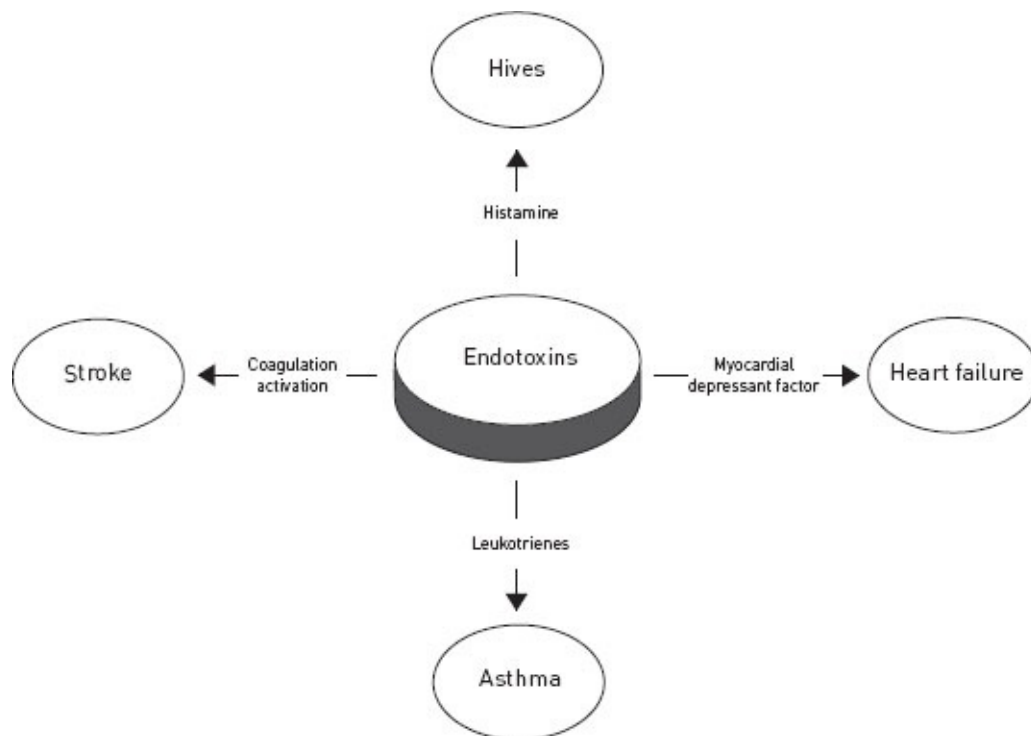 Hives
Histamine
Endotoxins
Stroke
Coagulation
activation
Myocardial
depressant factor
Heart failure
Leukotrienes
Asthma